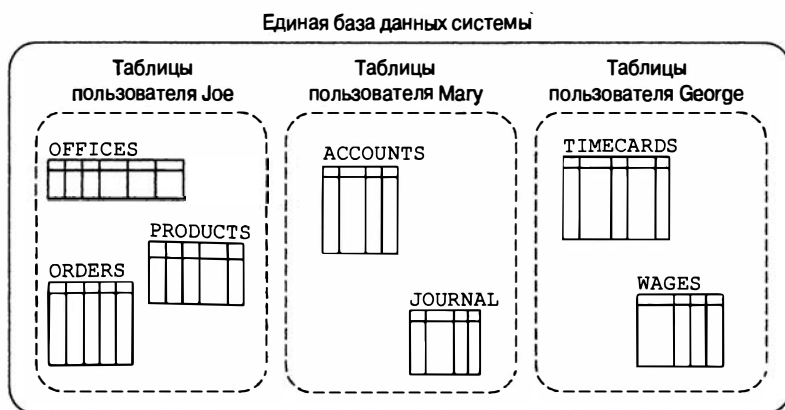 Единая база данных системы
Таблицы
пользователя Joe
Таблицы
пользователя Mary
Таблицы
пользователя George
OFFICES
PRODUCTS
ORDERS
ACCOUNTS
JOURNAL
TIMECARDS
WAGES